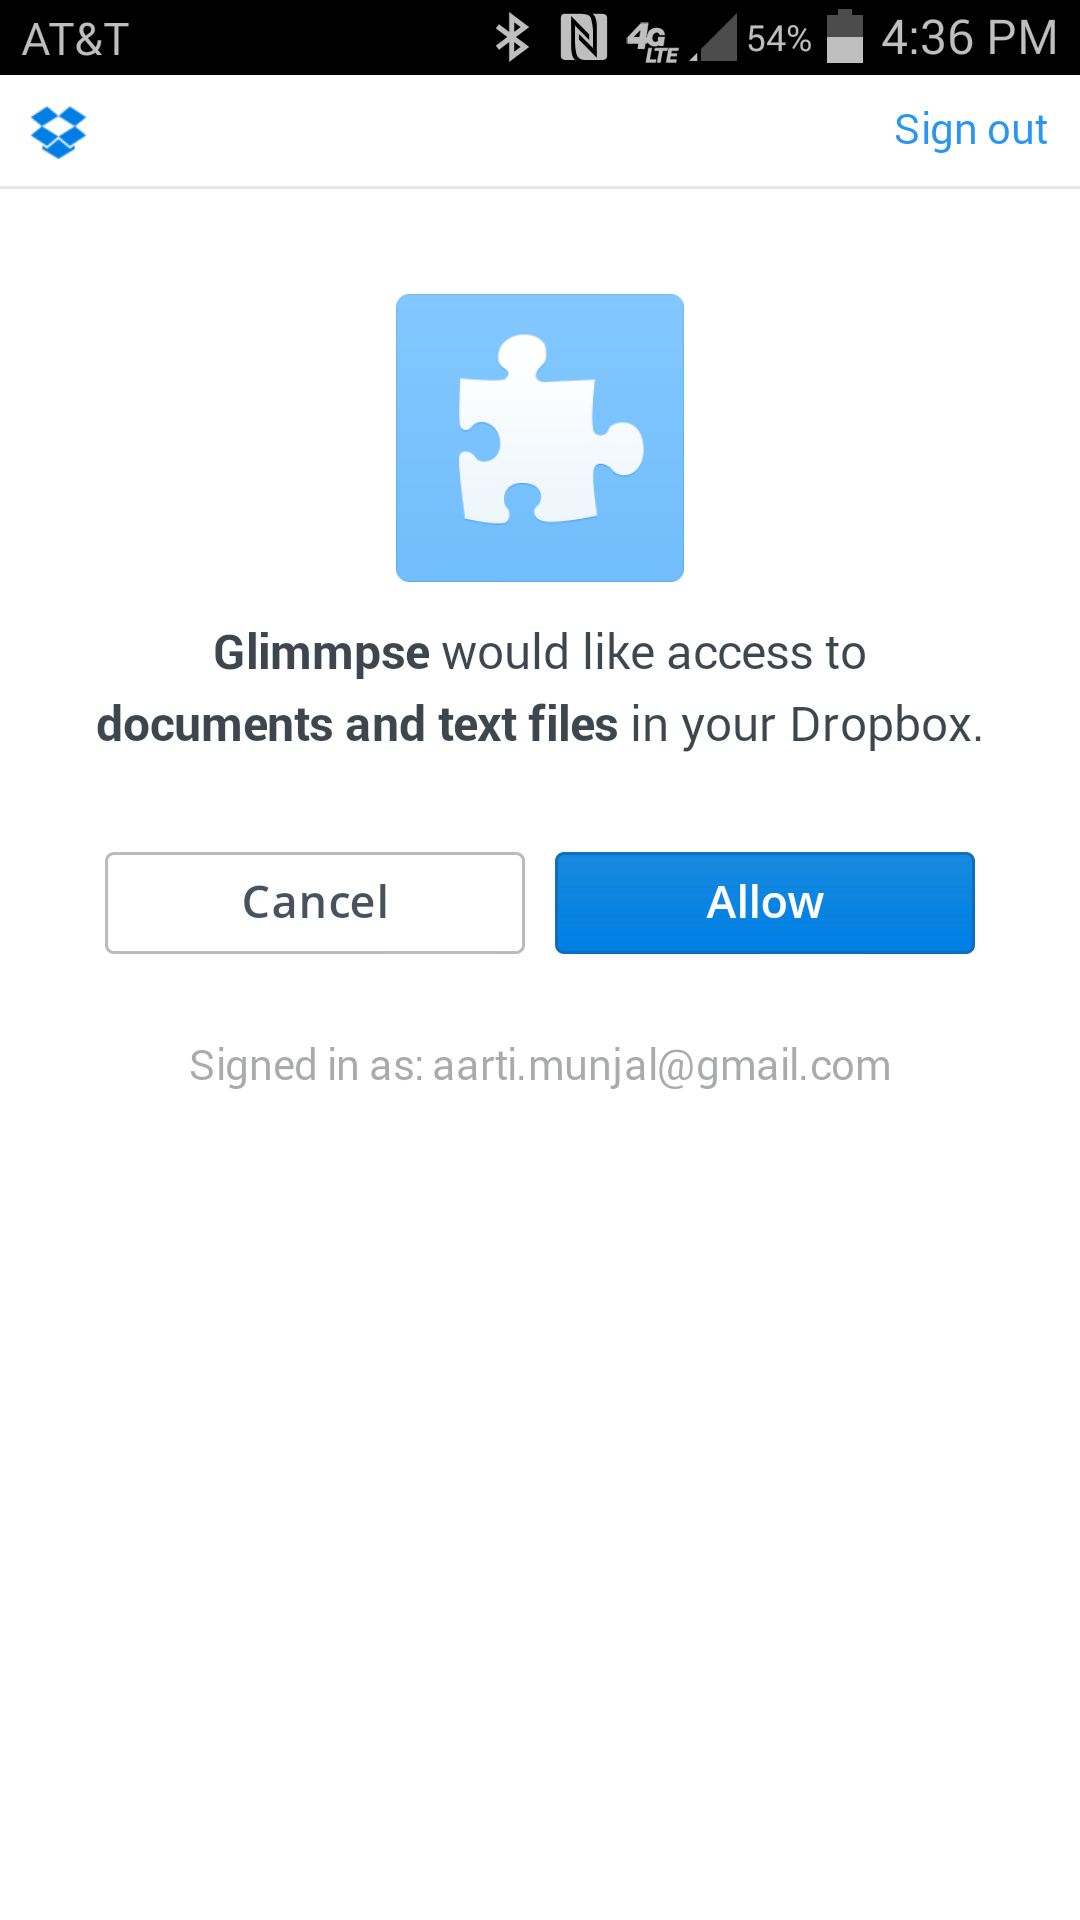 AT&T 4G LTE 54% 4:36 PM
Sign out
Glimmpse would like access to
documents and text files in your Dropbox.
Cancel Allow
Signed in as: aarti.munjal@gmail.com